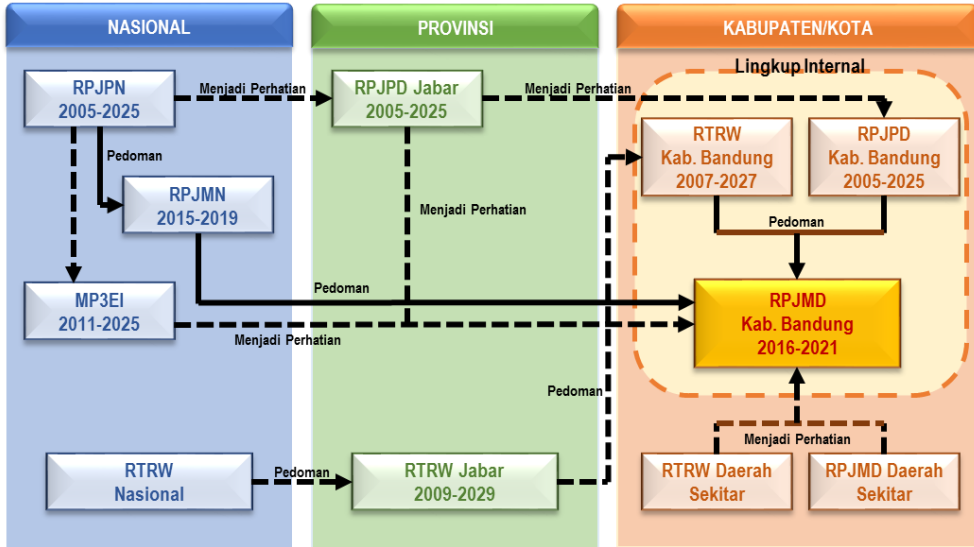 NASIONAL
PROVINSI
KABUPATEN/KOTA
Lingkup Internal
RPJPN
2005-2025
Menjadi Perhatian
RPJPD Jabar
2005-2025
Menjadi Perhatian
RTRW
Kab. Bandung
2007-2027
RPJPD
Kab. Bandung
2005-2025
Pedoman
RPJMN
2015-2019
Menjadi Perhatian
Pedoman
MP3EI
2011-2025
Pedoman
RPJMD
Kab. Bandung
2016-2021
Menjadi Perhatian
Pedoman
Menjadi Perhatian
RTRW
Nasional
Pedoman
RTRW Jabar
2009-2029
RTRW Daerah
Sekitar
RPJMD Daerah
Sekitar